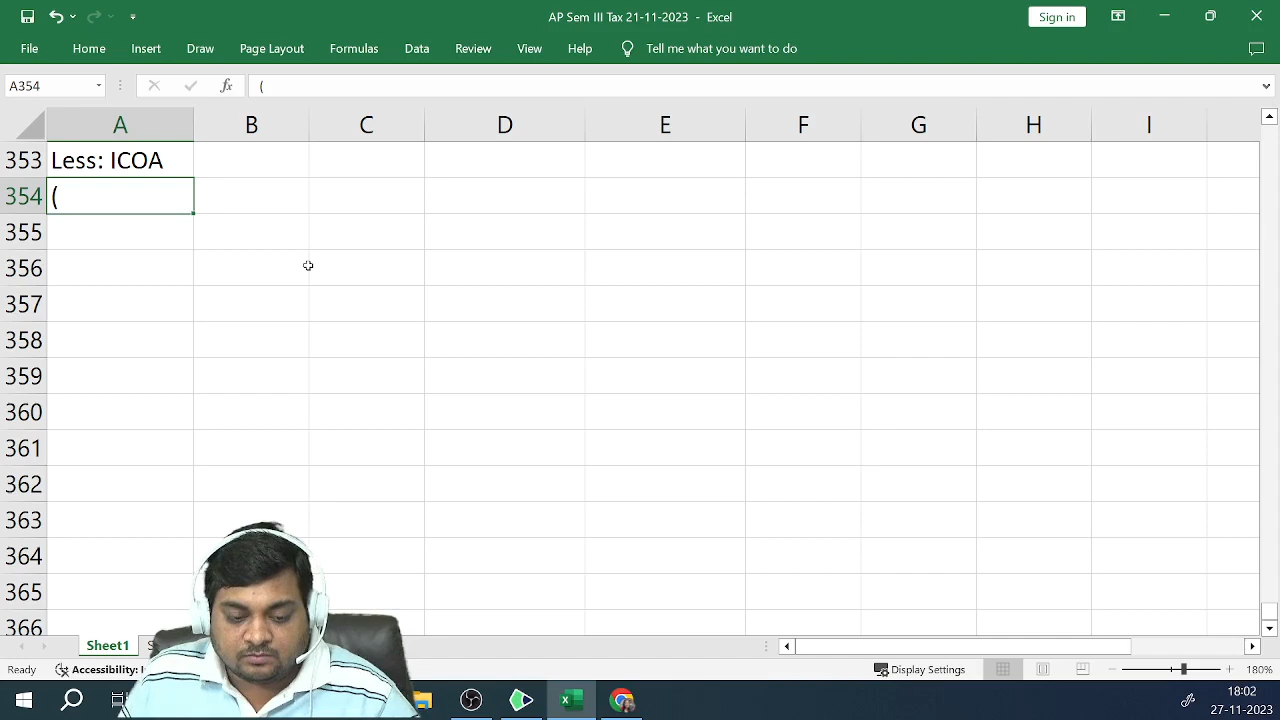 AP Sem III Tax 21-11-2023 - Excel
Sign in
File Home Insert Draw Page Layout Formulas Data Review View Help Tell me what you want to do
A354 fx (
A B C D E F G H I
353 Less: ICOA
354 (
355
356
357
358
359
360
361
362
363
364
365
366
Sheet1
Ready Accessibility: Display Settings 180%
18:02
27-11-2023